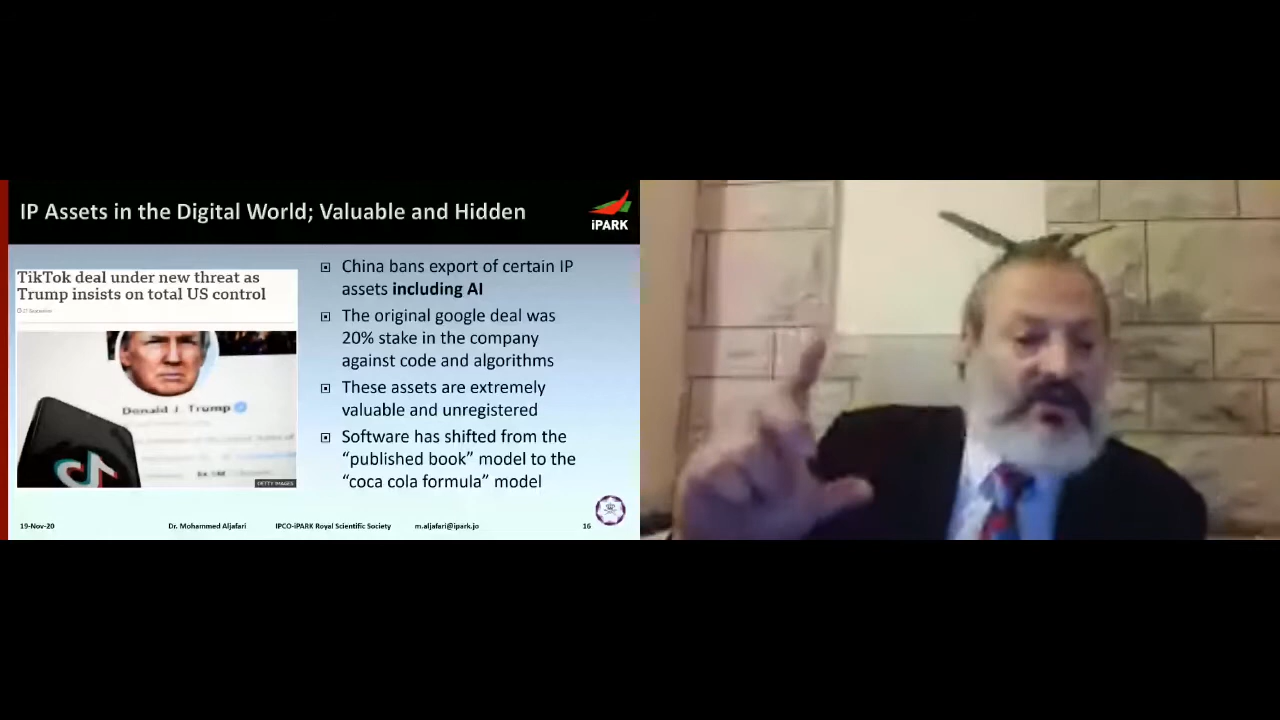 IP Assets in the Digital World; Valuable and Hidden
iPARK
TikTok deal under new threat as
Trump insists on total US control
Donald J. Trump
GETTY IMAGES
China bans export of certain IP
assets including AI
The original google deal was
20% stake in the company
against code and algorithms
These assets are extremely
valuable and unregistered
Software has shifted from the
“published book” model to the
“coca cola formula” model
19-Nov-20 Dr. Mohammed Aljafari IPCO-iPARK Royal Scientific Society m.aljafari@ipark.jo 16